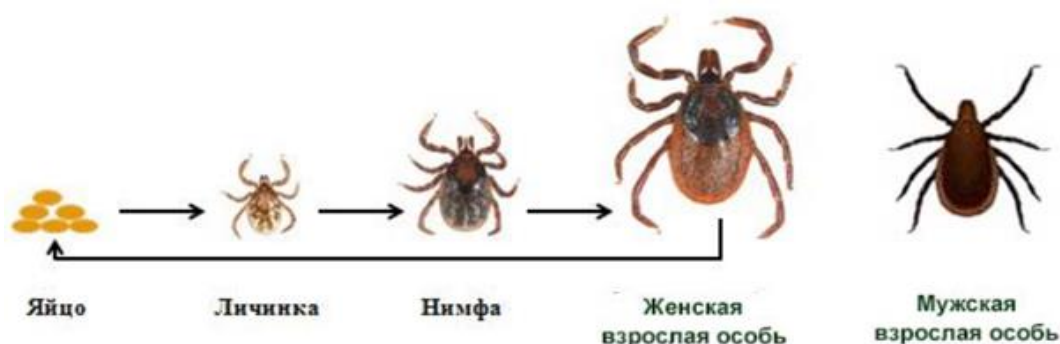 Яйцо
Личинка
Нимфа
Женская
взрослая особь
Мужская
взрослая особь